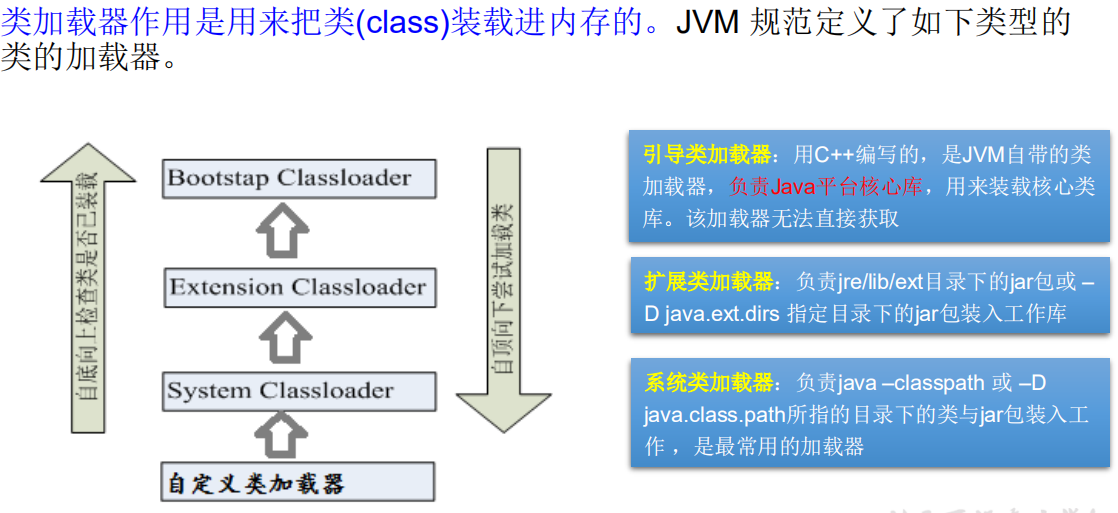 类加载器作用是用来把类(class)装载进内存的。JVM 规范定义了如下类型的
类的加载器。
自底向上检查类是否已装载
Bootstap Classloader
Extension Classloader
System Classloader
自定义类加载器
自顶向下尝试加载类
引导类加载器：用C++编写的，是JVM自带的类
加载器，负责Java平台核心库，用来装载核心类
库。该加载器无法直接获取
扩展类加载器：负责jre/lib/ext目录下的jar包或 –
D java.ext.dirs 指定目录下的jar包装入工作库
系统类加载器：负责java –classpath 或 –D
java.class.path所指的目录下的类与jar包装入工
作 ，是最常用的加载器